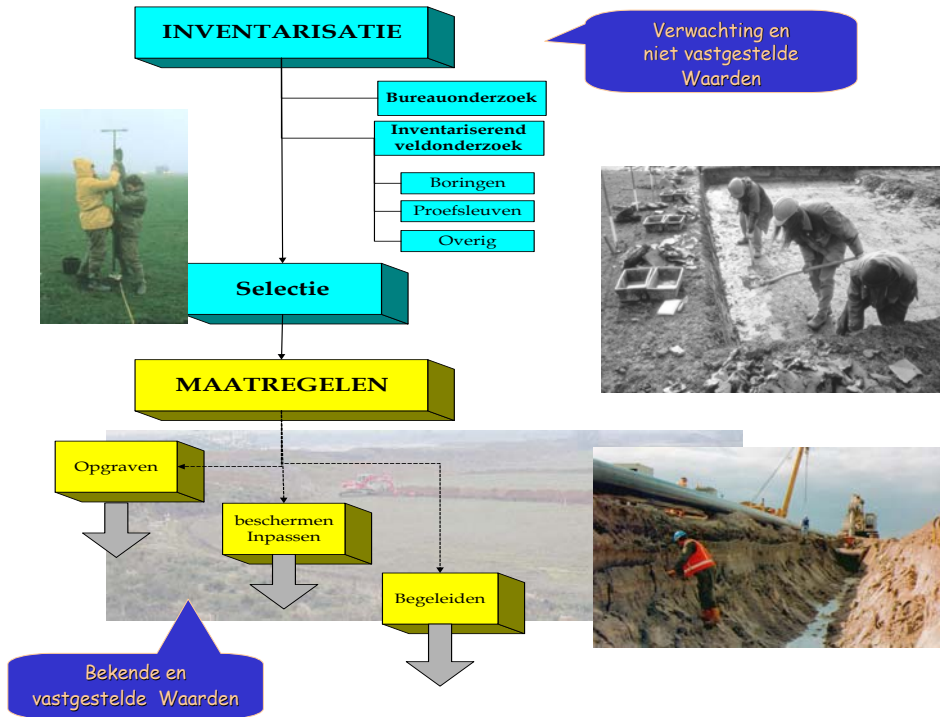 INVENTARISATIE
Verwachting en
niet vastgestelde
Waarden
Bureauonderzoek
Inventariserend
veldonderzoek
Boringen
Proefsleuven
Overig
Selectie
MAATREGELEN
Opgraven
beschermen
Inpassen
Begeleiden
Bekende en
vastgestelde Waarden